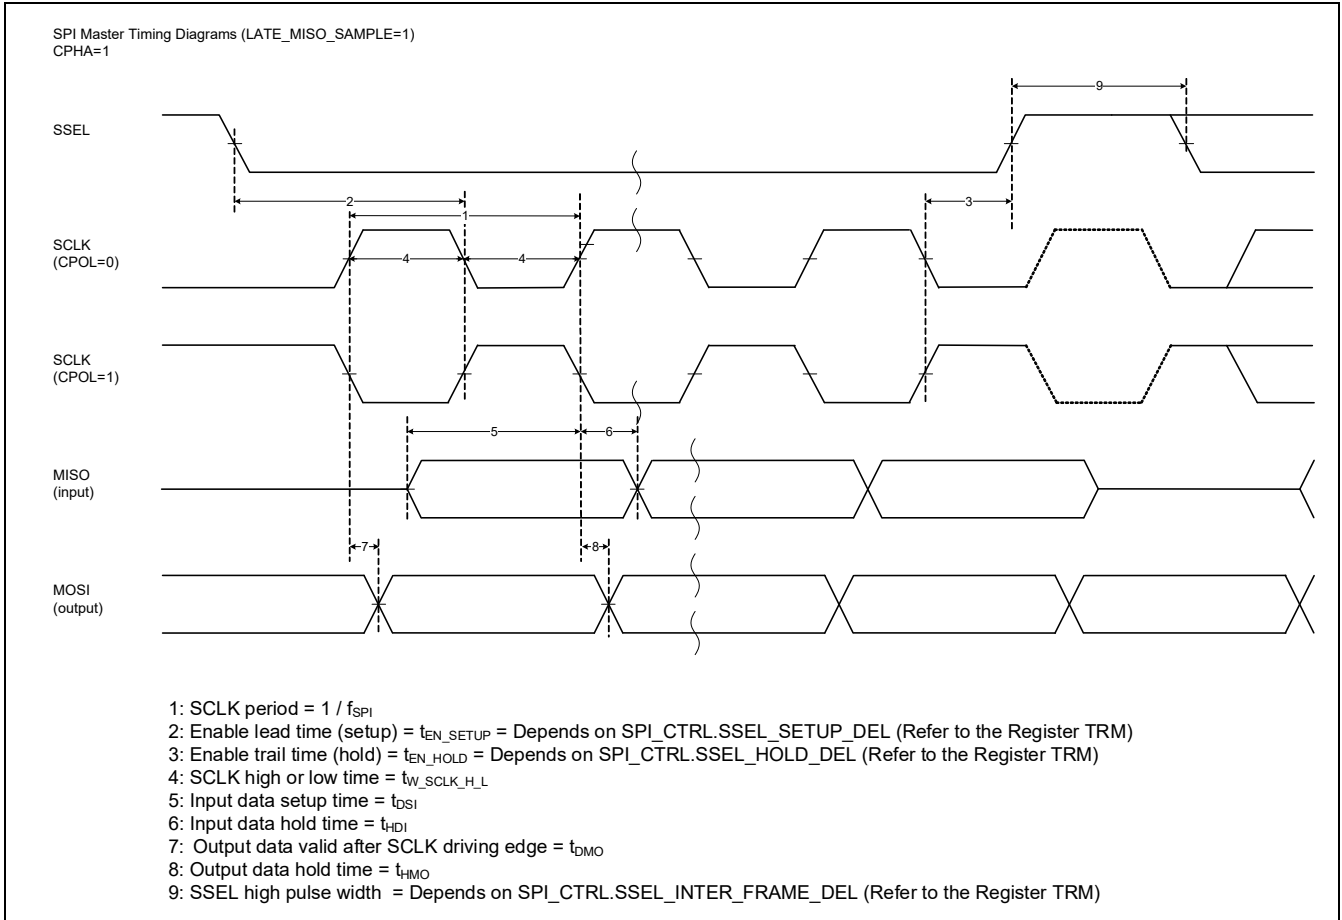 SPI Master Timing Diagrams (LATE_MISO_SAMPLE=1)
CPHA=1
9
SSEL
2
3
1
SCLK
(CPOL=0)
4
4
SCLK
(CPOL=1)
5
6
MISO
(input)
7
8
MOSI
(output)
1: SCLK period = 1 / fSPI
2: Enable lead time (setup) = tEN_SETUP = Depends on SPI_CTRL.SSEL_SETUP_DEL (Refer to the Register TRM)
3: Enable trail time (hold) = tEN_HOLD = Depends on SPI_CTRL.SSEL_HOLD_DEL (Refer to the Register TRM)
4: SCLK high or low time = tW_SCLK_H_L
5: Input data setup time = tDSI
6: Input data hold time = tHDI
7: Output data valid after SCLK driving edge = tDMO
8: Output data hold time = tHMO
9: SSEL high pulse width = Depends on SPI_CTRL.SSEL_INTER_FRAME_DEL (Refer to the Register TRM)